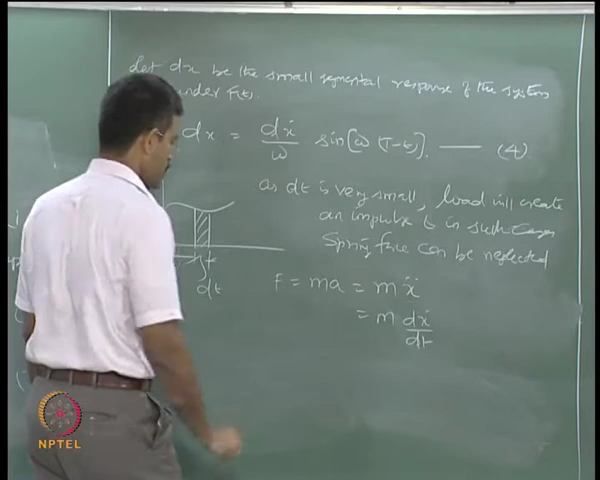 Let dx be the small segmental response of the system
under F(t).
dx = dẋ/ω sin[ω (T-t)]. —— (4)
as dt is very small, load will create
an impulse & in such cases
Spring force can be neglected
F = ma = m ẍ
= m dẋ/dt
dt
NPTEL